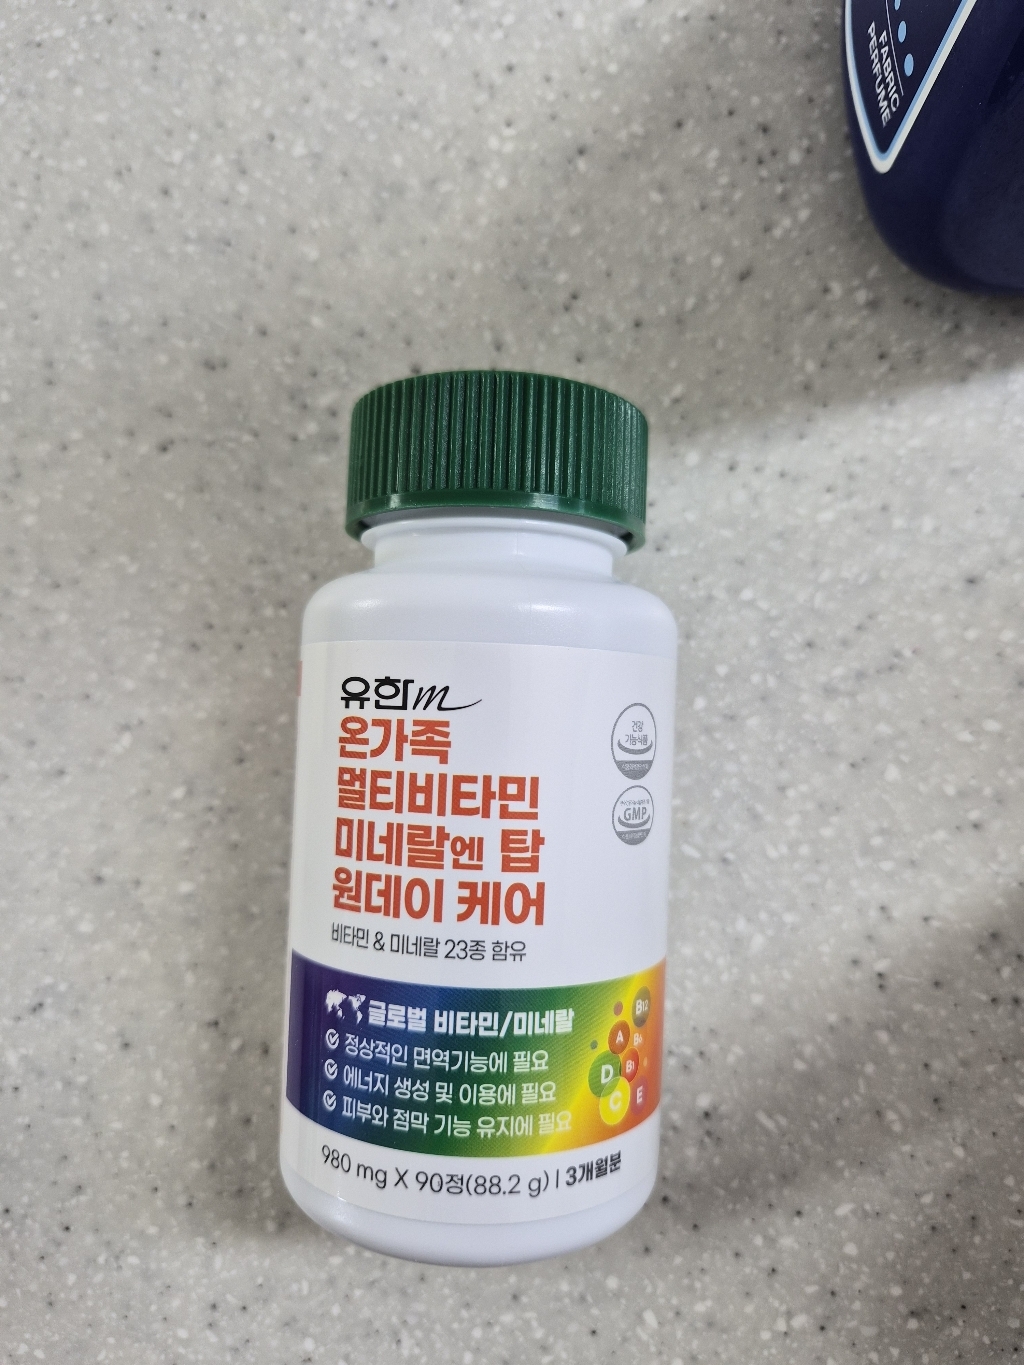 FABRIC
PERFUME
유한m
온가족
멀티비타민
미네랄엔 탑
원데이 케어
비타민 & 미네랄 23종 함유
건강
기능식품
GMP
글로벌 비타민/미네랄
정상적인 면역기능에 필요
에너지 생성 및 이용에 필요
피부와 점막 기능 유지에 필요
B12
A
B6
D
B1
C
E
980 mg X 90정(88.2 g) | 3개월분